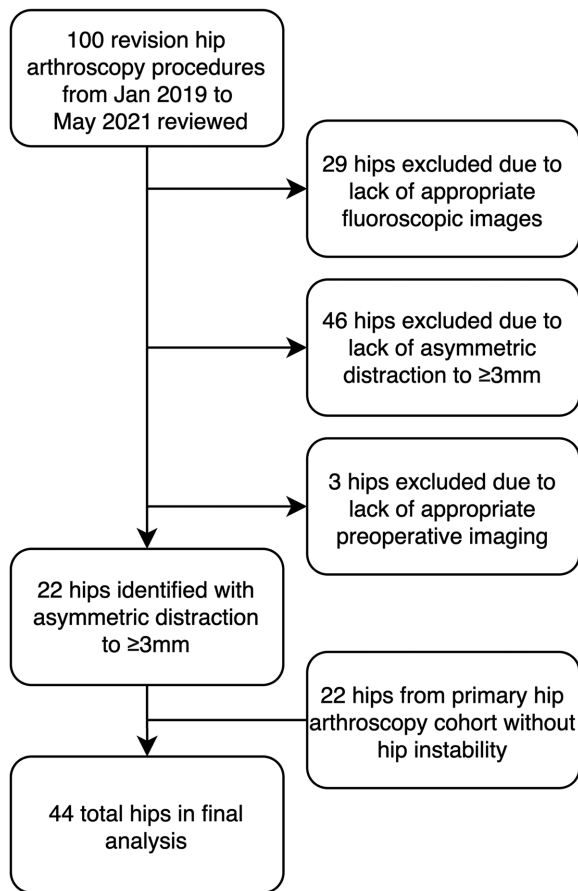 100 revision hip
arthroscopy procedures
from Jan 2019 to
May 2021 reviewed
29 hips excluded due to
lack of appropriate
fluoroscopic images
46 hips excluded due to
lack of asymmetric
distraction to ≥3mm
3 hips excluded due to
lack of appropriate
preoperative imaging
22 hips identified with
asymmetric distraction
to ≥3mm
22 hips from primary hip
arthroscopy cohort without
hip instability
44 total hips in final
analysis